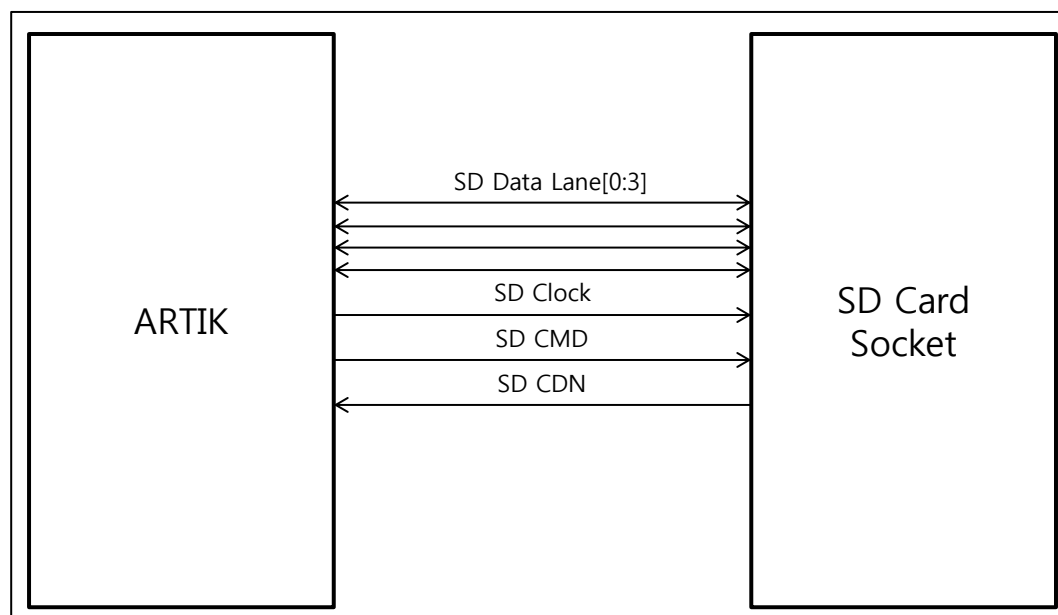 SD Data Lane[0:3]
SD Clock
SD CMD
SD CDN
ARTIK
SD Card
Socket